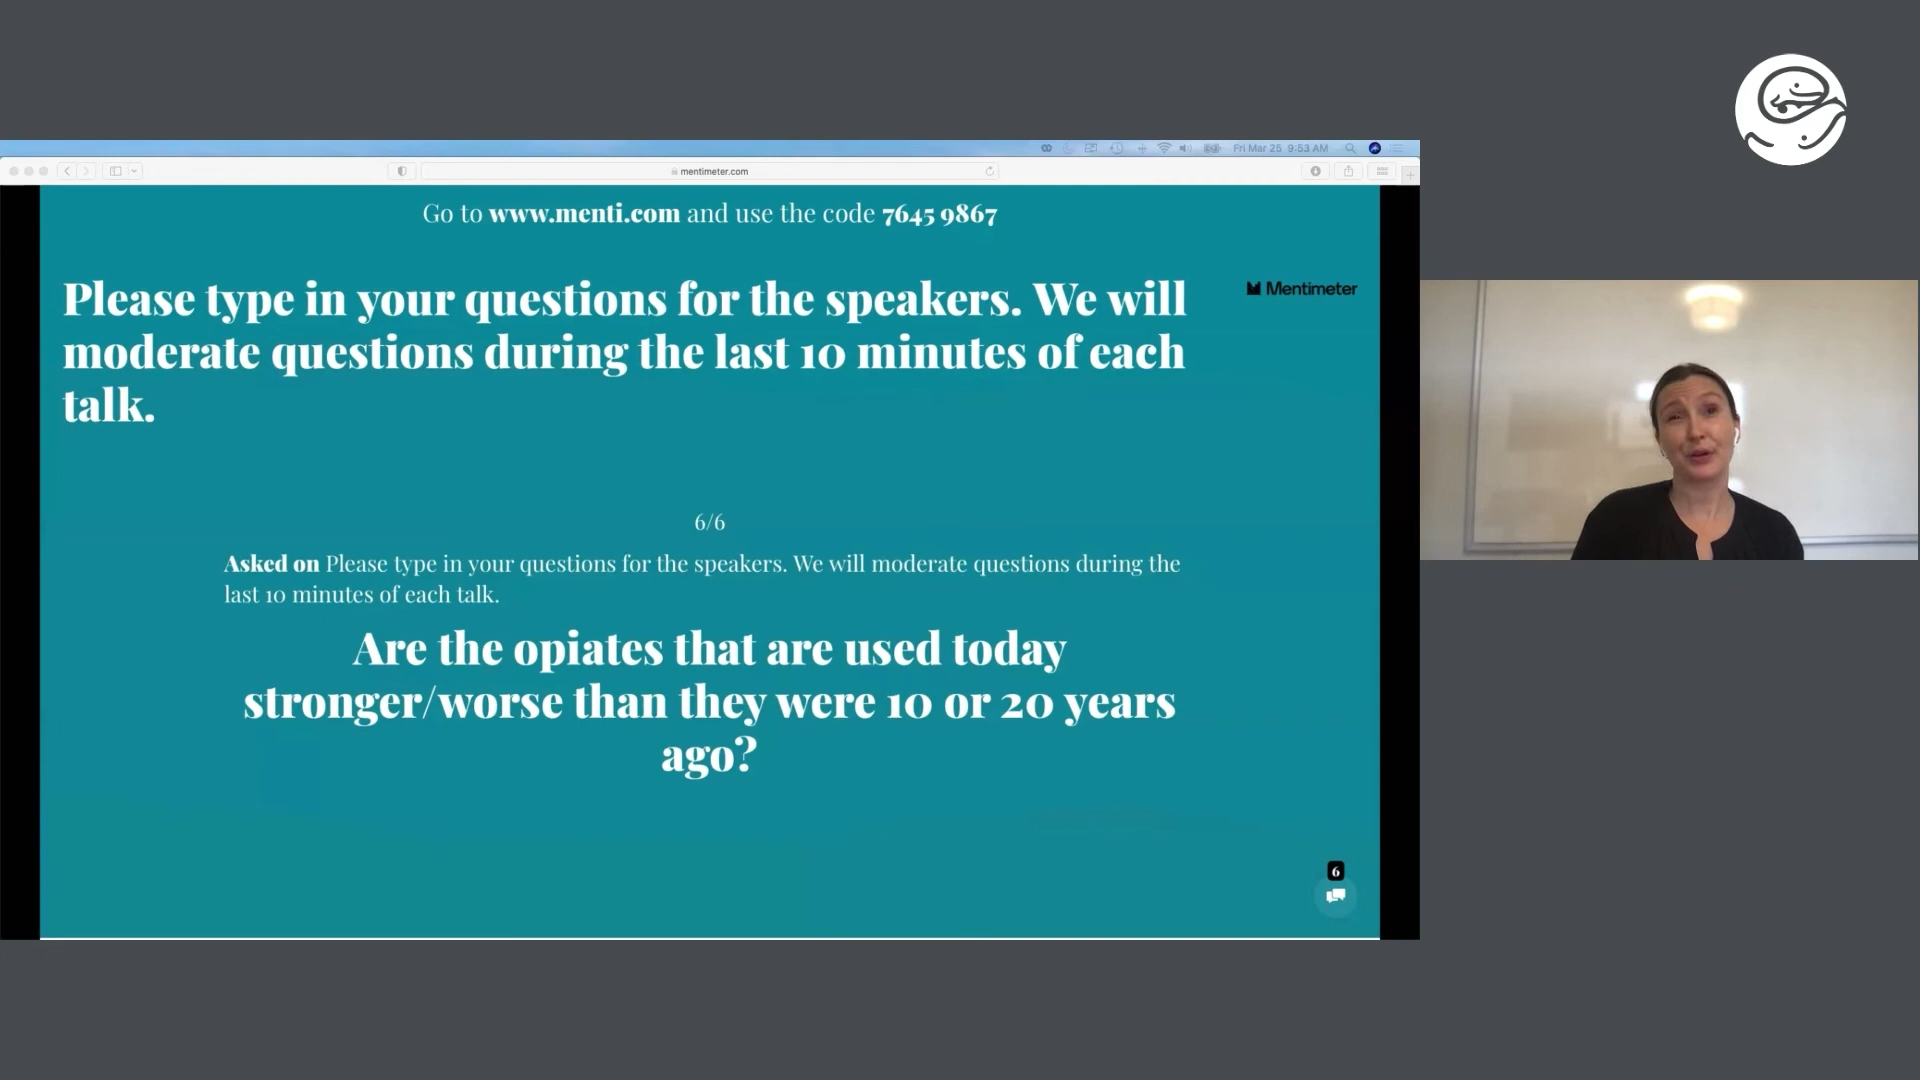 Fri Mar 25 9:53 AM
mentimeter.com
Go to www.menti.com and use the code 7645 9867
Please type in your questions for the speakers. We will
moderate questions during the last 10 minutes of each
talk.
Mentimeter
6/6
Asked on Please type in your questions for the speakers. We will moderate questions during the
last 10 minutes of each talk.
Are the opiates that are used today
stronger/worse than they were 10 or 20 years
ago?
6